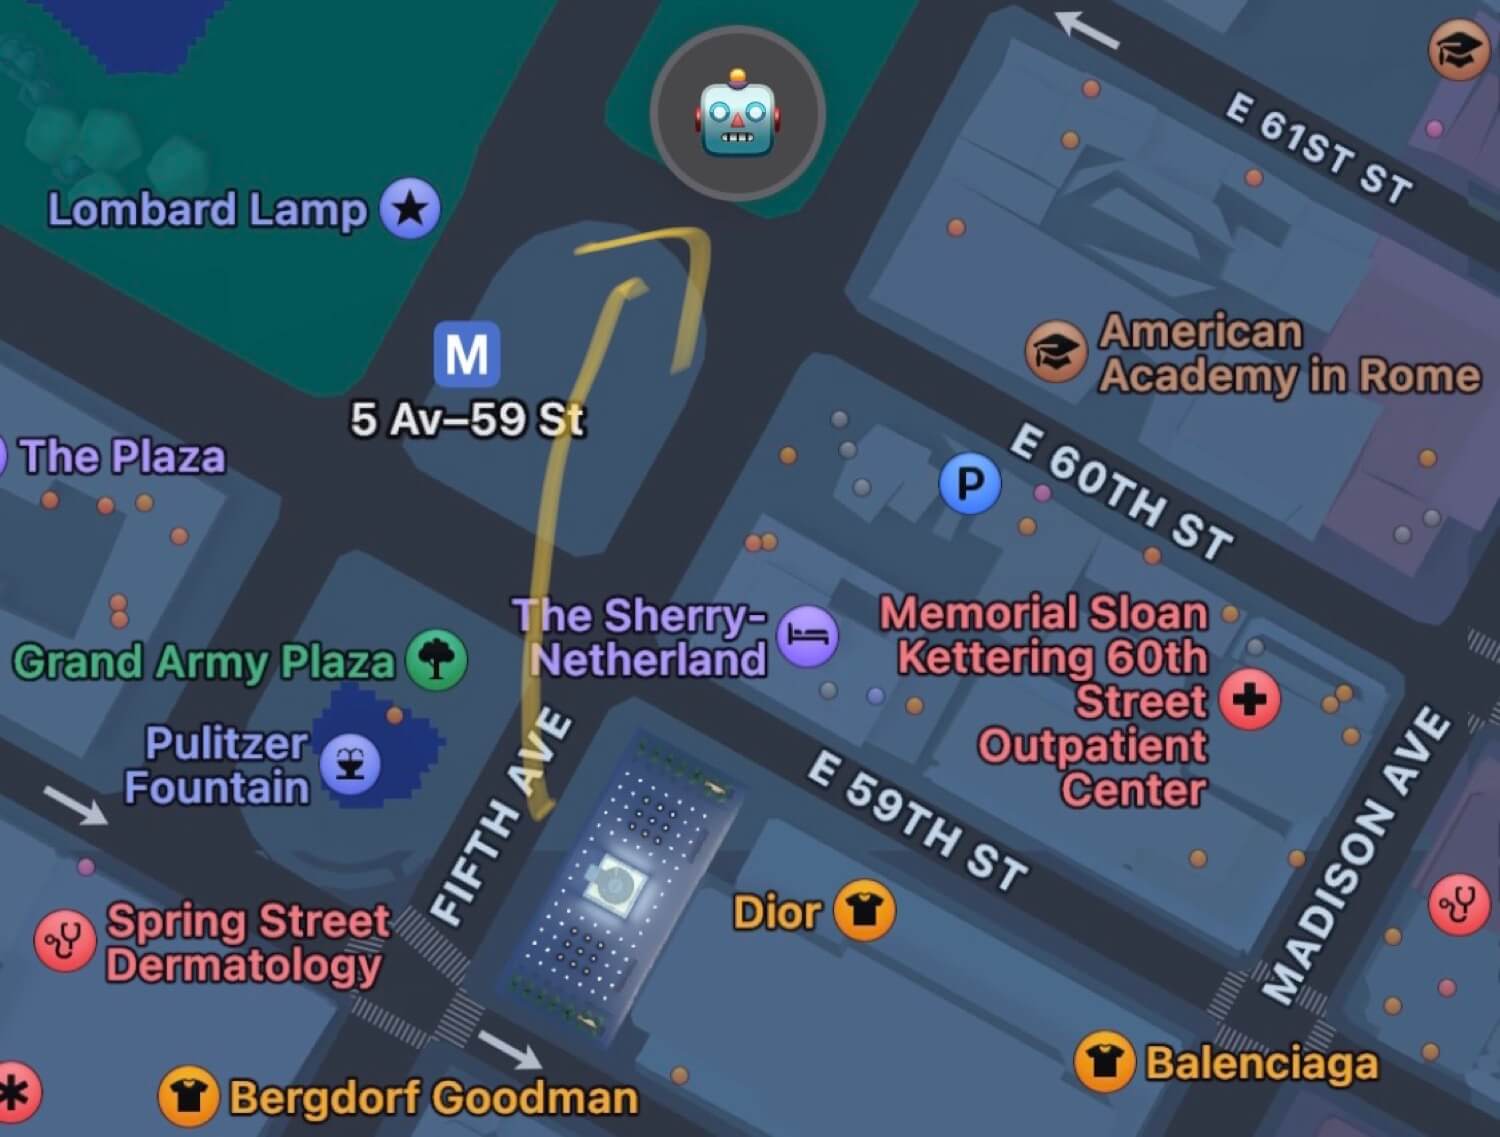 E 61ST ST
Lombard Lamp
American
Academy in Rome
M
5 Av–59 St
The Plaza
P
E 60TH ST
The Sherry-
Netherland
Memorial Sloan
Kettering 60th
Street
Outpatient
Center
Grand Army Plaza
Pulitzer
Fountain
FIFTH AVE
E 59TH ST
MADISON AVE
Dior
Spring Street
Dermatology
Balenciaga
Bergdorf Goodman